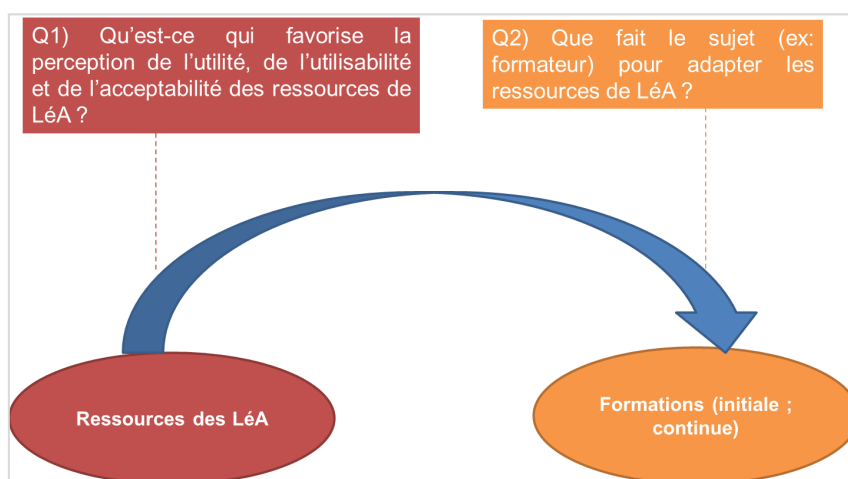 Q1) Qu’est-ce qui favorise la
perception de l’utilité, de l’utilisabilité
et de l’acceptabilité des ressources de
LéA ?
Q2) Que fait le sujet (ex:
formateur) pour adapter les
ressources de LéA ?
Ressources des LéA
Formations (initiale ;
continue)